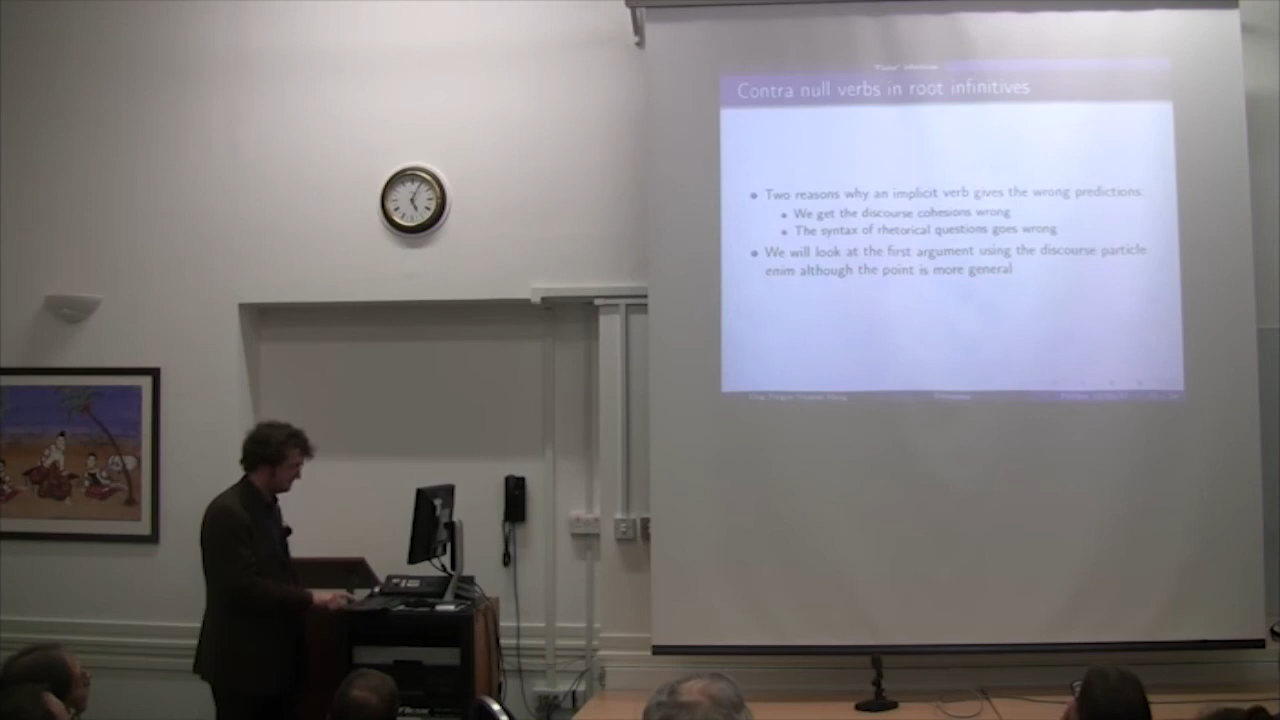 Contra null verbs in root infinitives
Two reasons why an implicit verb gives the wrong predictions:
We get the discourse cohesions wrong
The syntax of rhetorical questions goes wrong
We will look at the first argument using the discourse particle
enim although the point is more general